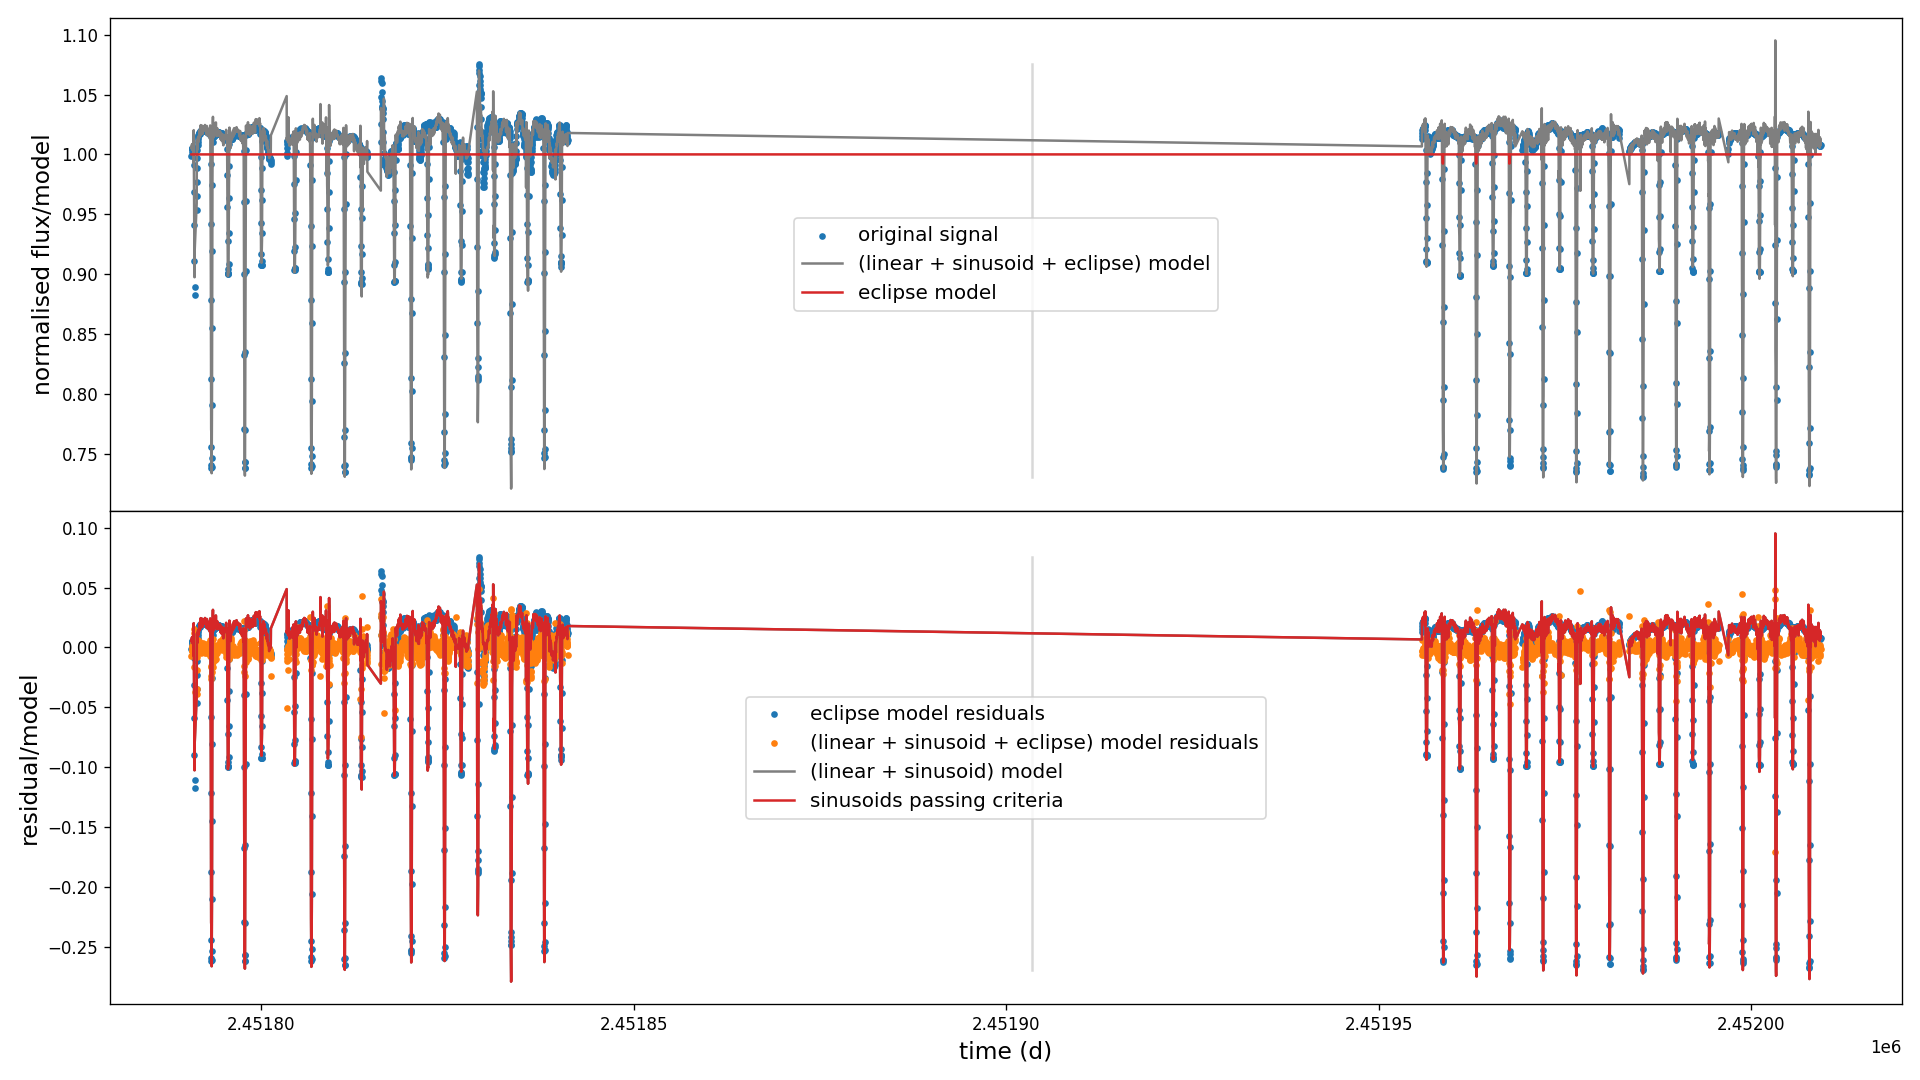 1.10
1.05
1.00
0.95
0.90
0.85
0.80
0.75
normalised flux/model
original signal
(linear + sinusoid + eclipse) model
eclipse model
0.10
0.05
0.00
−0.05
−0.10
−0.15
−0.20
−0.25
residual/model
eclipse model residuals
(linear + sinusoid + eclipse) model residuals
(linear + sinusoid) model
sinusoids passing criteria
2.45180
2.45185
2.45190
2.45195
2.45200
1e6
time (d)